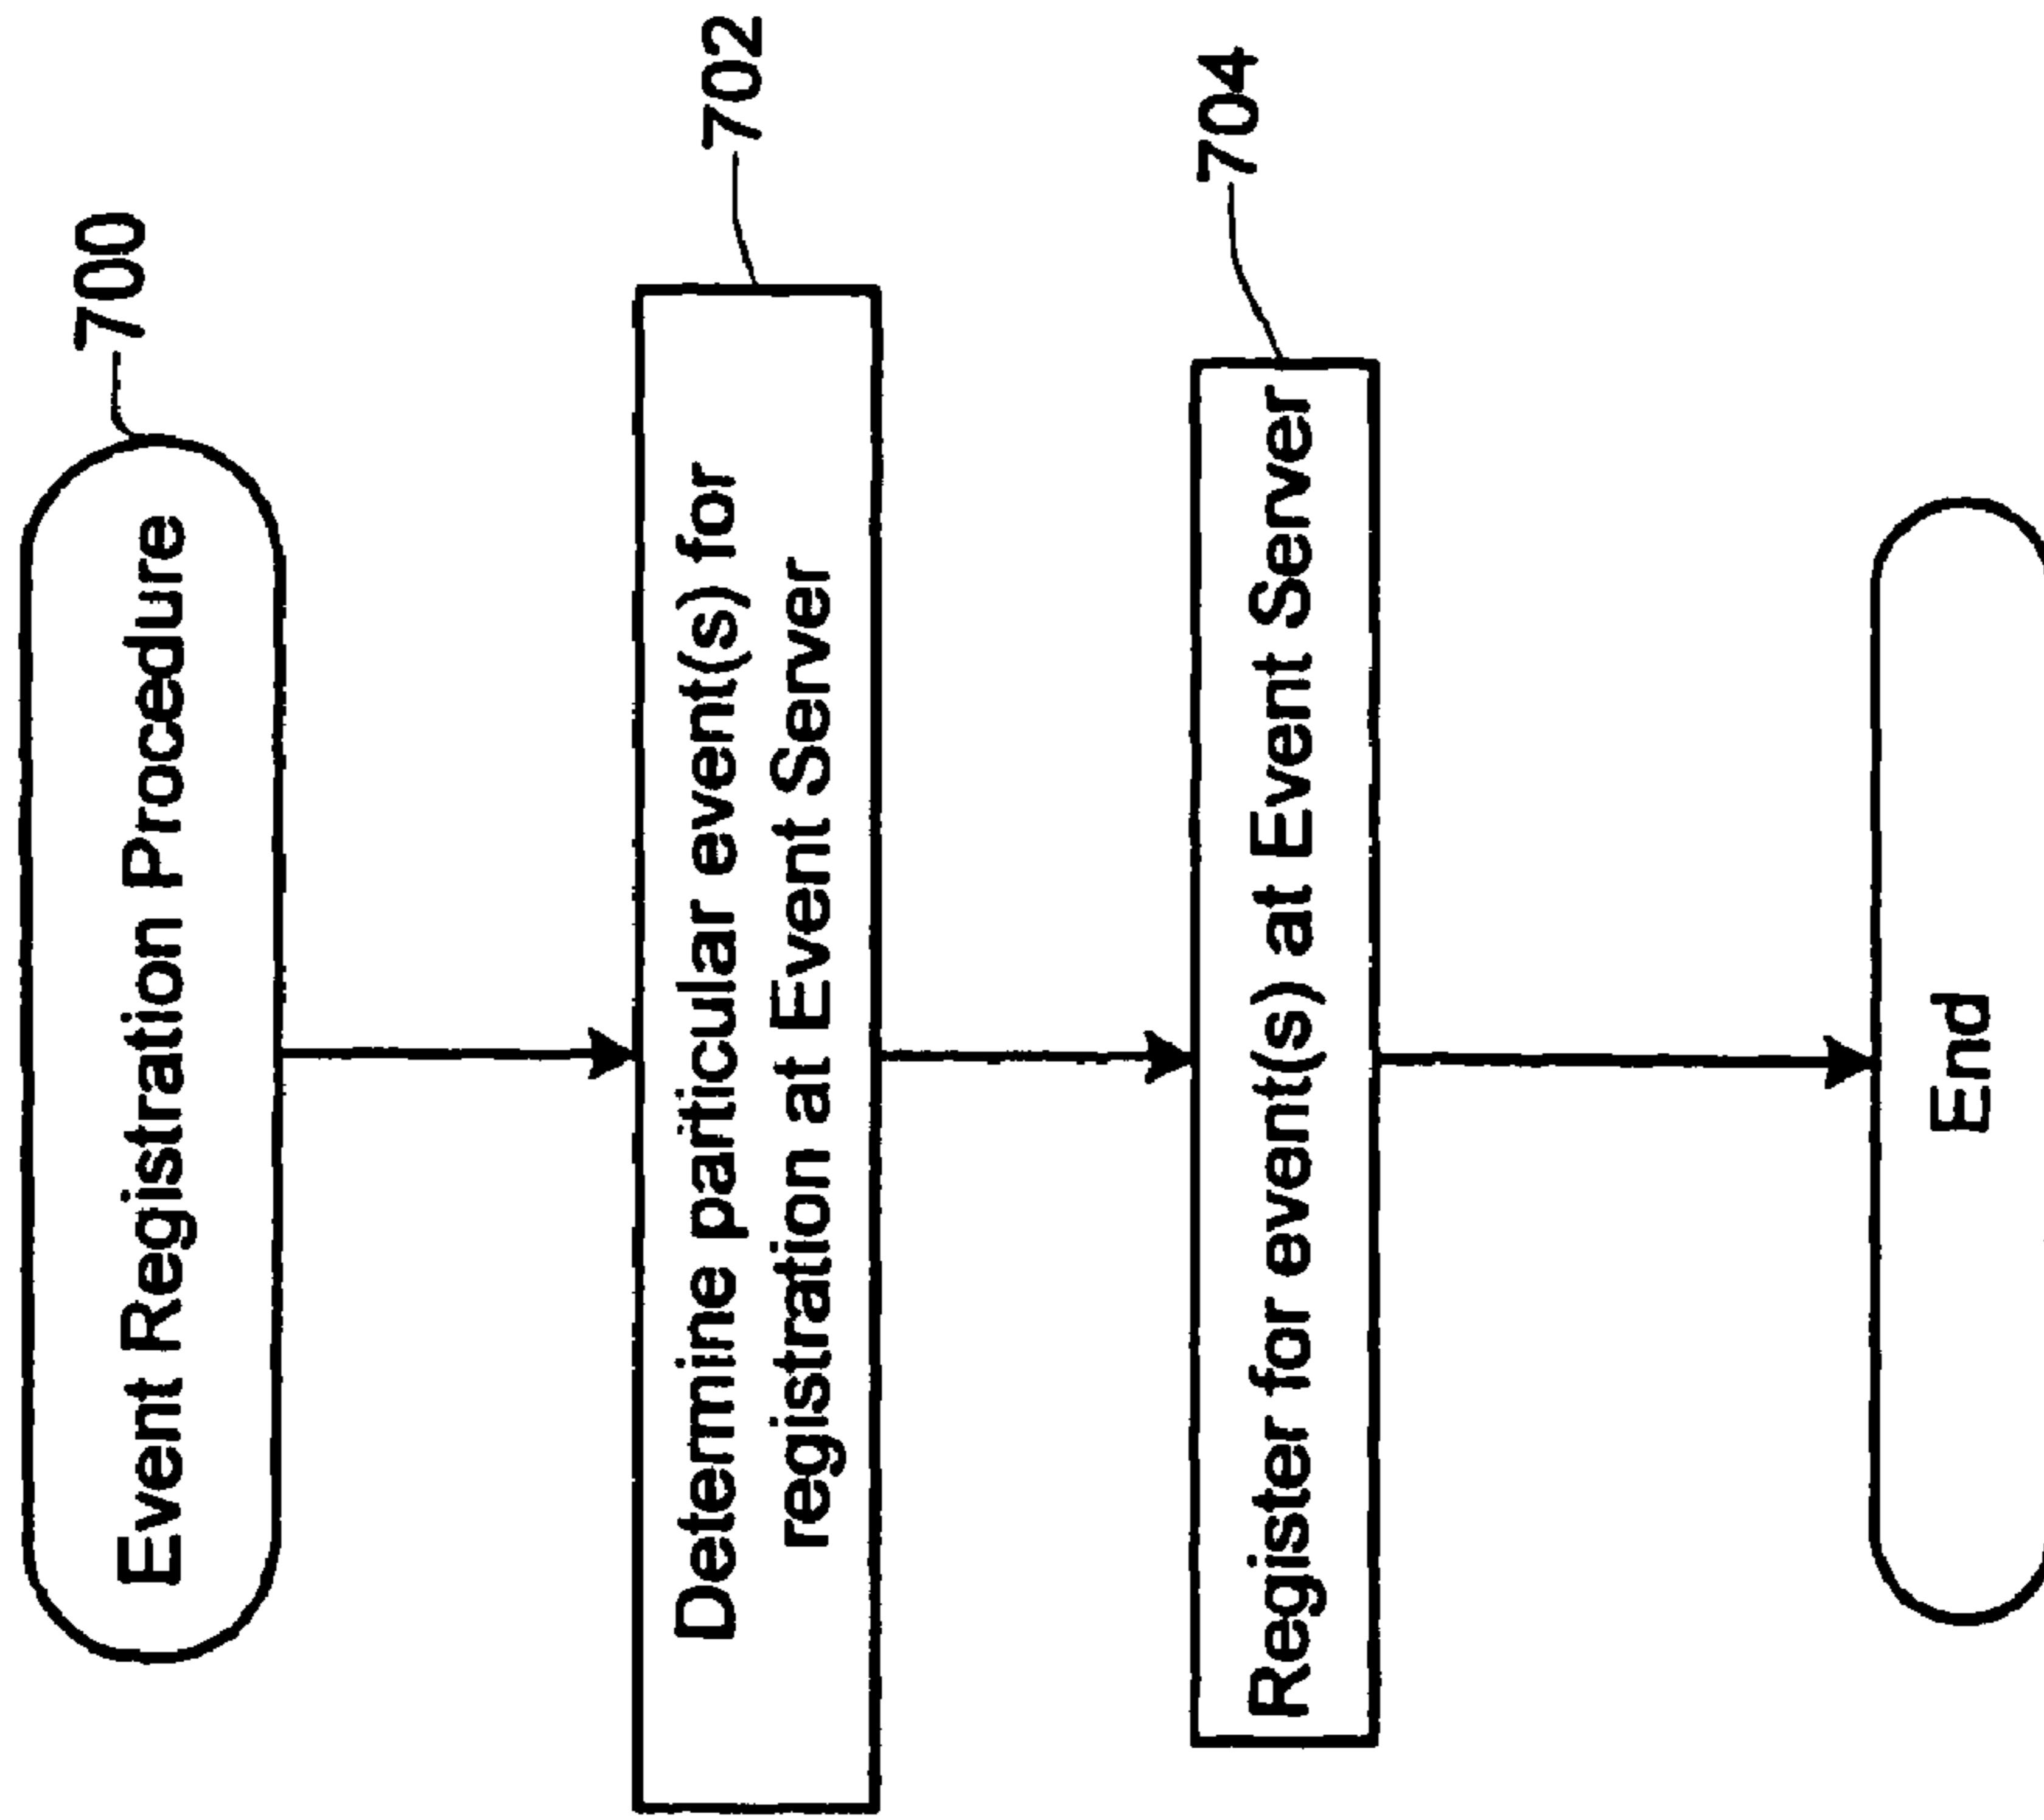 Event Registration Procedure
700
Determine particular event(s) for
registration at Event Server
702
Register for event(s) at Event Server
704
End